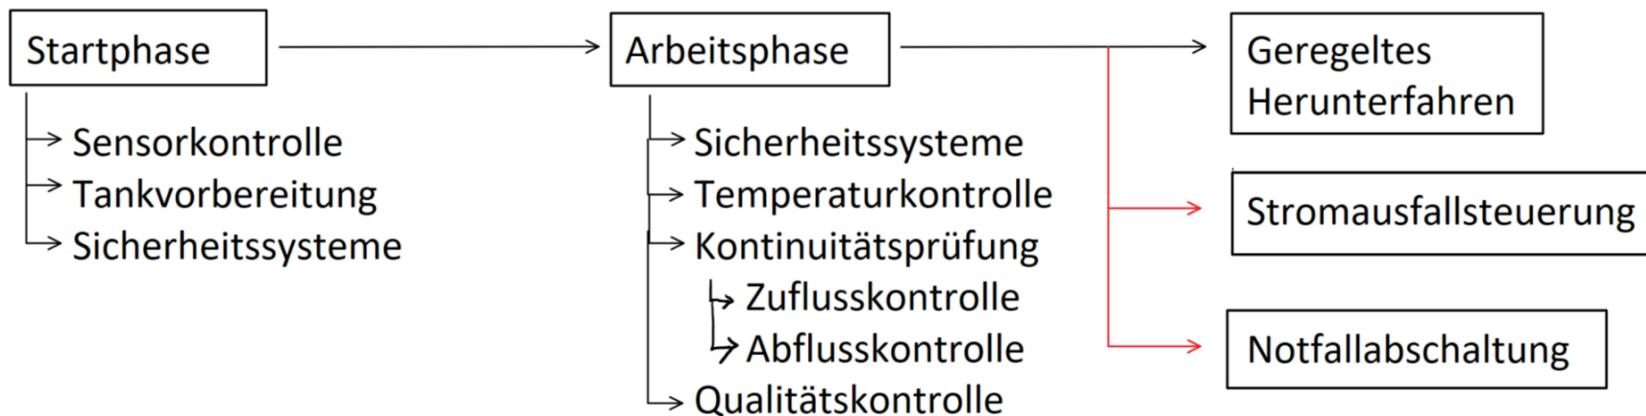 Startphase
Sensorkontrolle
Tankvorbereitung
Sicherheitssysteme
Arbeitsphase
Sicherheitssysteme
Temperaturkontrolle
Kontinuitätsprüfung
Zuflusskontrolle
Abflusskontrolle
Qualitätskontrolle
Geregeltes
Herunterfahren
Stromausfallsteuerung
Notfallabschaltung